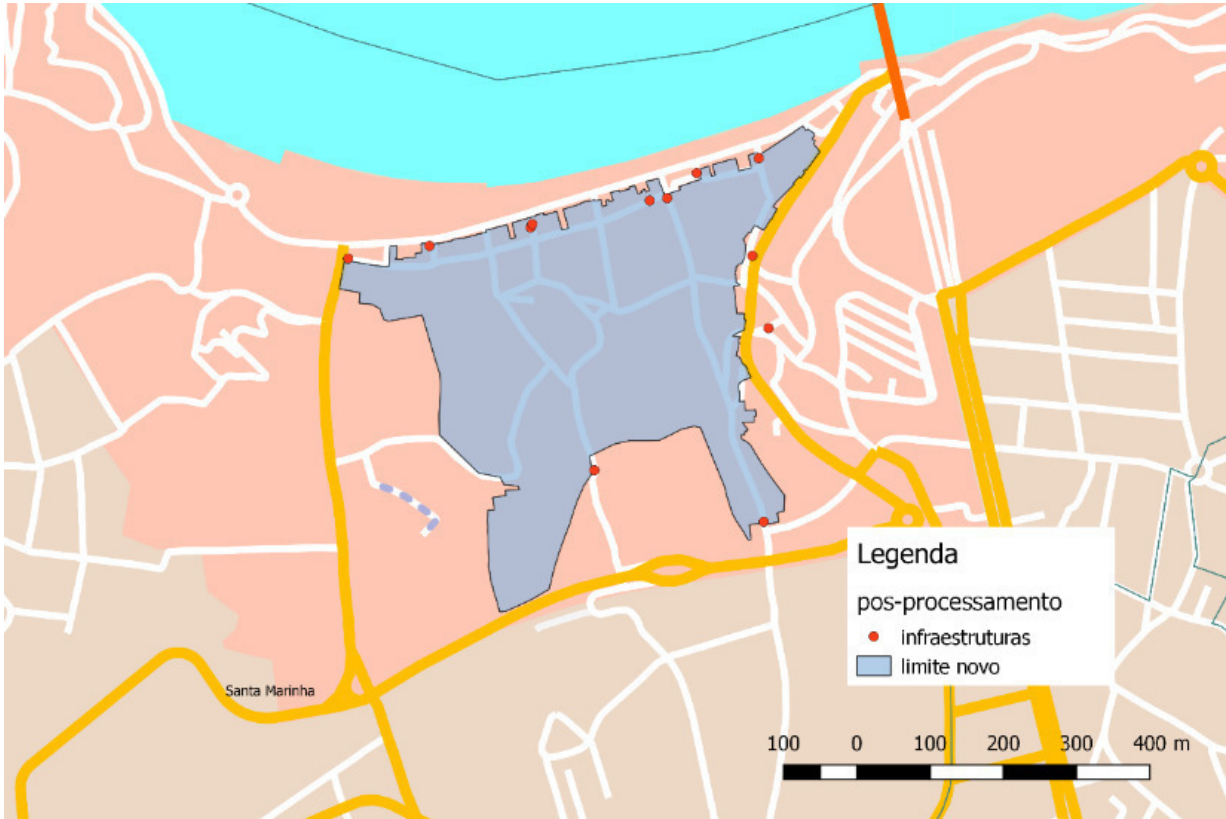 Santa Marinha
Legenda
pos-processamento
infraestruturas
limite novo
100 0 100 200 300 400 m